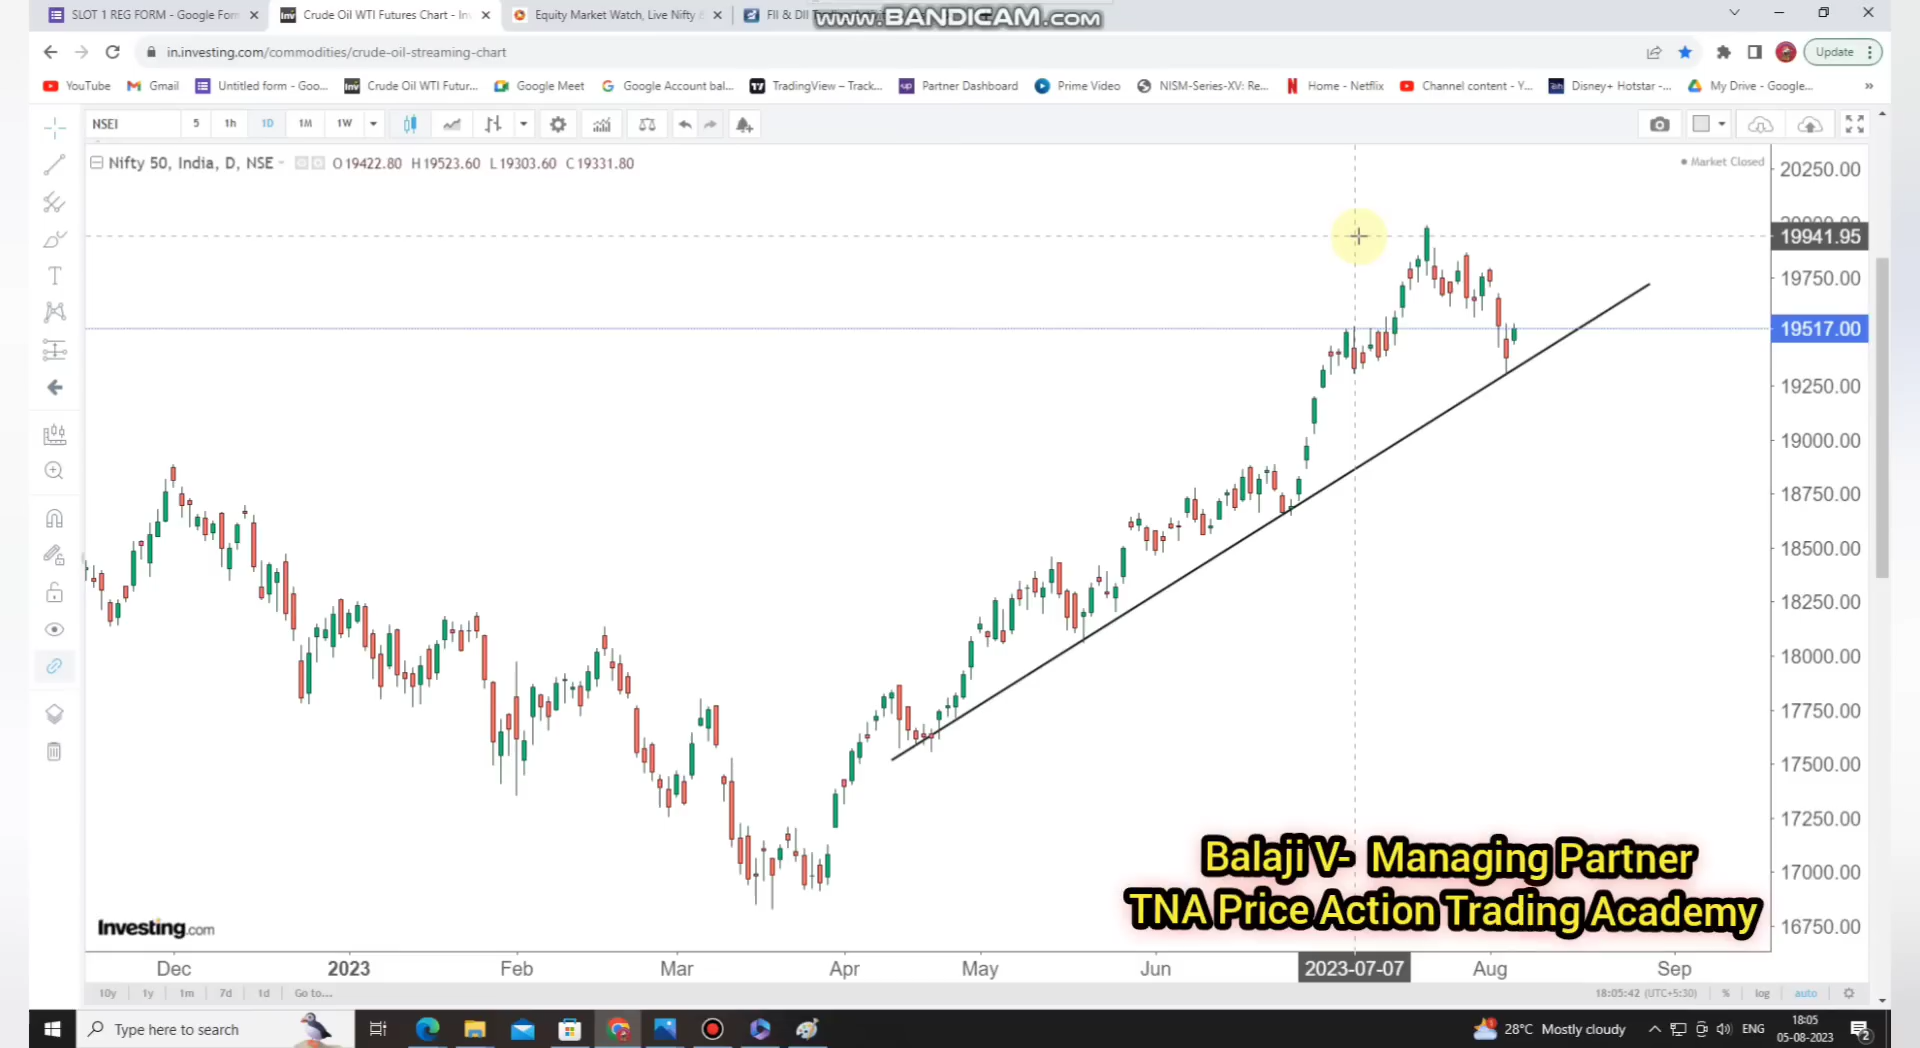 SLOT 1 REG FORM - Google Form
Crude Oil WTI Futures Chart - Inv
Equity Market Watch, Live Nifty
FII & DII
www.BANDICAM.com
in.investing.com/commodities/crude-oil-streaming-chart
Update
YouTube
Gmail
Untitled form - Goo...
Crude Oil WTI Futur...
Google Meet
Google Account bal...
TradingView – Track...
Partner Dashboard
Prime Video
NISM-Series-XV: Re...
Home - Netflix
Channel content - Y...
Disney+ Hotstar -...
My Drive - Google...
NSEI
5
1h
1D
1M
1W
Nifty 50, India, D, NSE
O 19422.80 H 19523.60 L 19303.60 C 19331.80
Market Closed
20250.00
20000.00
19941.95
19750.00
19517.00
19250.00
19000.00
18750.00
18500.00
18250.00
18000.00
17750.00
17500.00
17250.00
17000.00
16750.00
Balaji V- Managing Partner
TNA Price Action Trading Academy
Investing.com
Dec
2023
Feb
Mar
Apr
May
Jun
2023-07-07
Aug
Sep
10y
1y
1m
7d
1d
Go to...
18:05:42 (UTC+5:30)
%
log
auto
Type here to search
28°C Mostly cloudy
ENG
18:05
05-08-2023
2